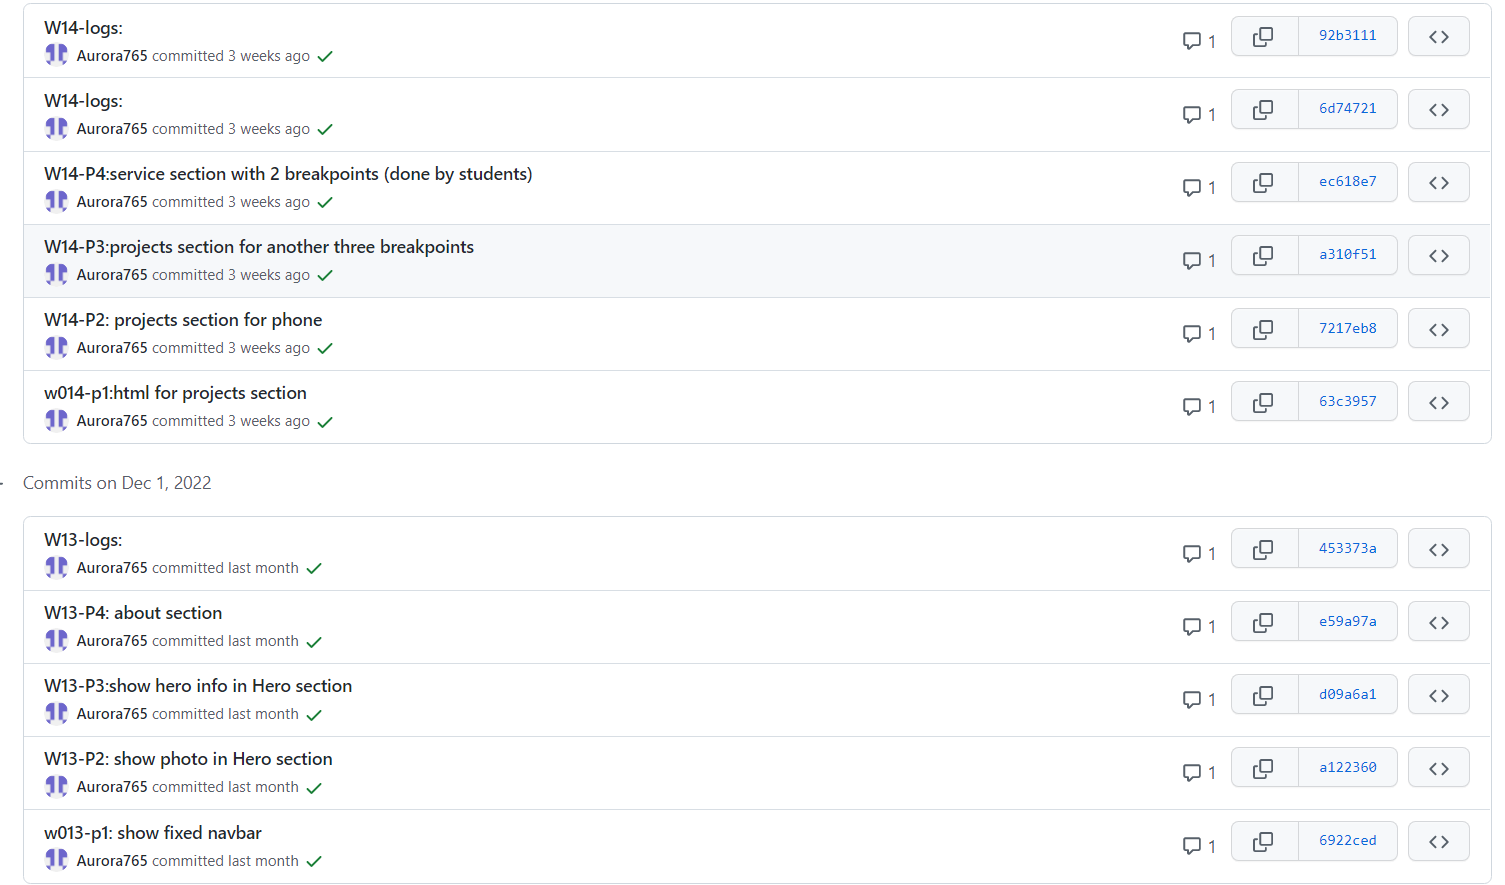 W14-logs:
Aurora765 committed 3 weeks ago
1 92b3111
W14-logs:
Aurora765 committed 3 weeks ago
1 6d74721
W14-P4:service section with 2 breakpoints (done by students)
Aurora765 committed 3 weeks ago
1 ec618e7
W14-P3:projects section for another three breakpoints
Aurora765 committed 3 weeks ago
1 a310f51
W14-P2: projects section for phone
Aurora765 committed 3 weeks ago
1 7217eb8
w014-p1:html for projects section
Aurora765 committed 3 weeks ago
1 63c3957
Commits on Dec 1, 2022
W13-logs:
Aurora765 committed last month
1 453373a
W13-P4: about section
Aurora765 committed last month
1 e59a97a
W13-P3:show hero info in Hero section
Aurora765 committed last month
1 d09a6a1
W13-P2: show photo in Hero section
Aurora765 committed last month
1 a122360
w013-p1: show fixed navbar
Aurora765 committed last month
1 6922ced